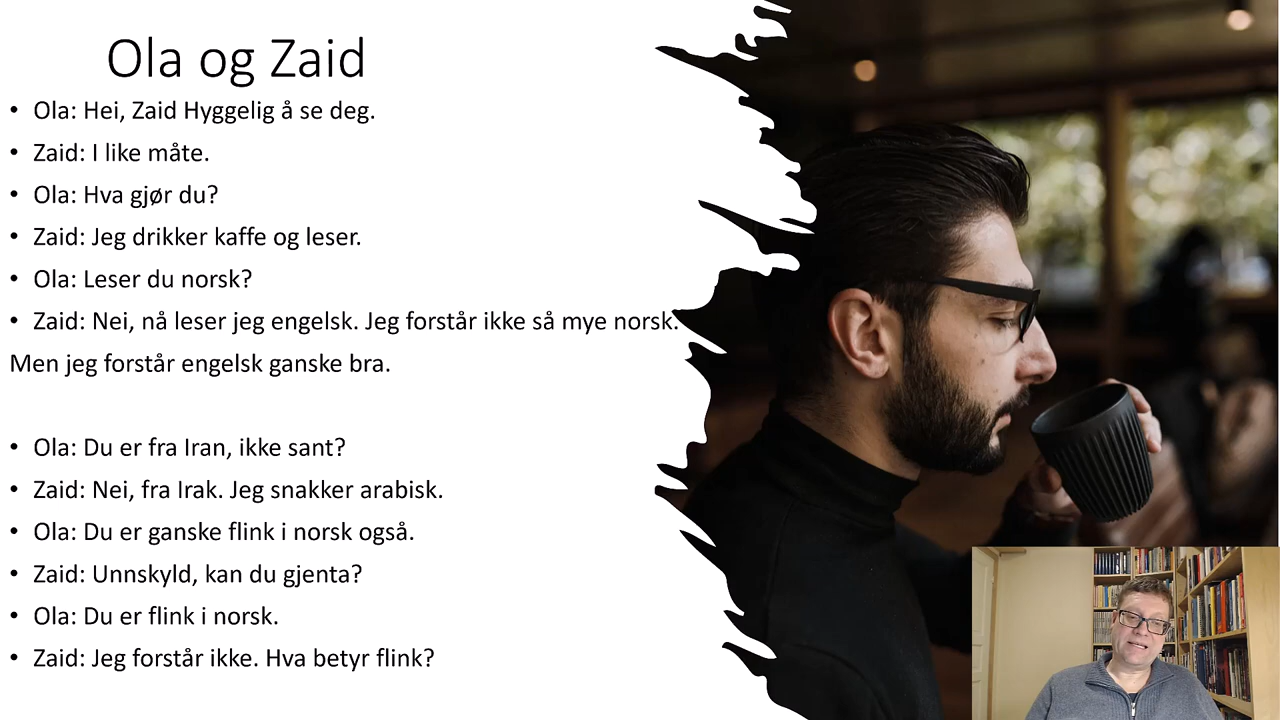 Ola og Zaid
• Ola: Hei, Zaid Hyggelig å se deg.
• Zaid: I like måte.
• Ola: Hva gjør du?
• Zaid: Jeg drikker kaffe og leser.
• Ola: Leser du norsk?
• Zaid: Nei, nå leser jeg engelsk. Jeg forstår ikke så mye norsk.
Men jeg forstår engelsk ganske bra.
• Ola: Du er fra Iran, ikke sant?
• Zaid: Nei, fra Irak. Jeg snakker arabisk.
• Ola: Du er ganske flink i norsk også.
• Zaid: Unnskyld, kan du gjenta?
• Ola: Du er flink i norsk.
• Zaid: Jeg forstår ikke. Hva betyr flink?